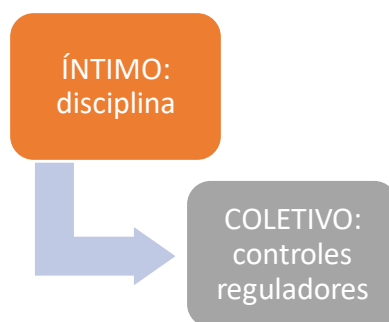 ÍNTIMO:
disciplina
COLETIVO:
controles
reguladores